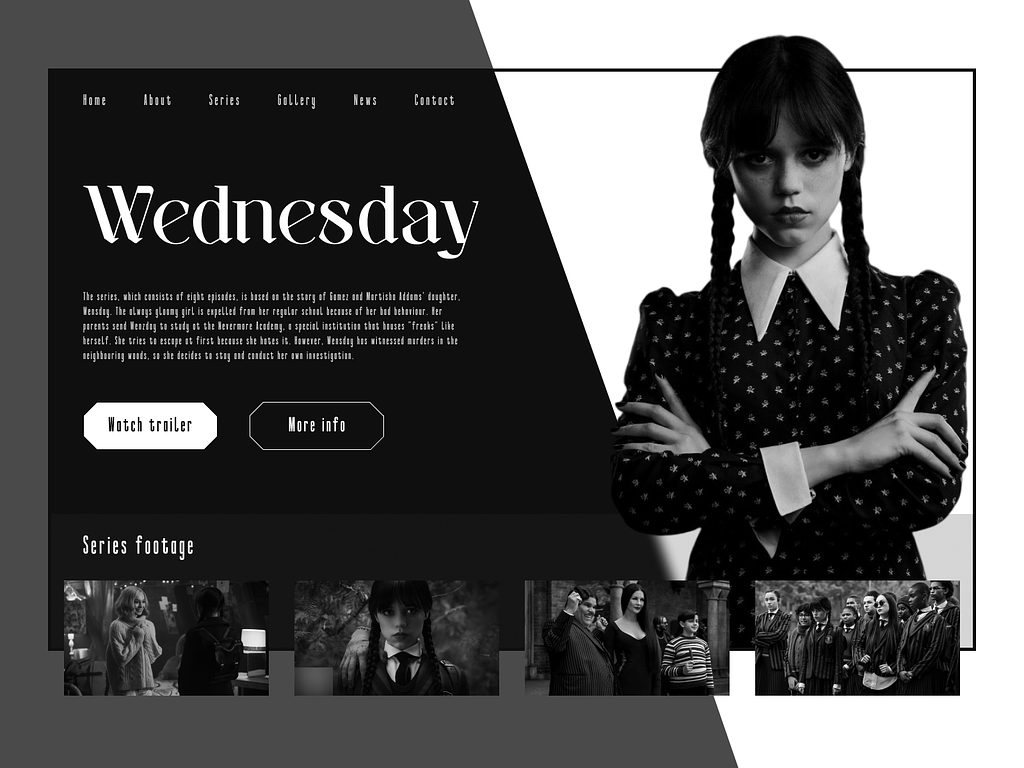 Home About Series Gallery News Contact
Wednesday
The series, which consists of eight episodes, is based on the story of Gomez and Mortisha Addams' daughter,
Wensday. The always gloomy girl is expelled from her regular school because of her bad behaviour. Her
parents send Wenzday to study at the Nevermore Academy, a special institution that houses "freaks" like
herself. She tries to escape at first because she hates it. However, Wensday has witnessed murders in the
neighbouring woods, so she decides to stay and conduct her own investigation.
Watch trailer More info
Series footage